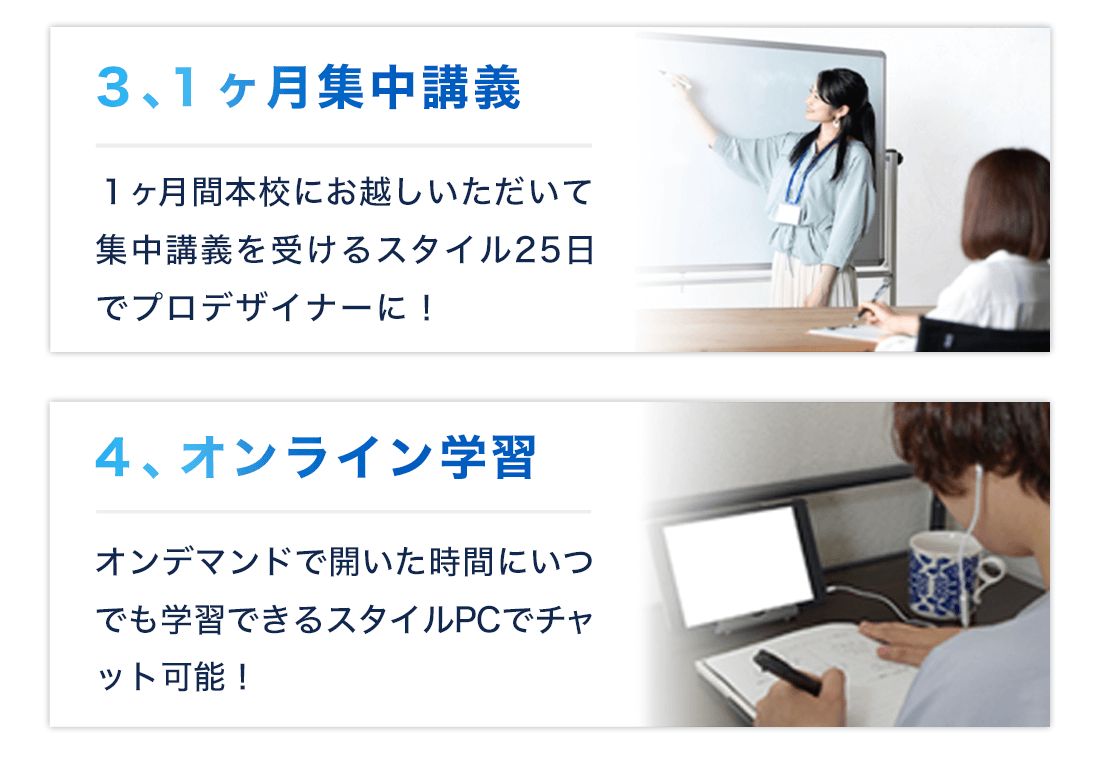 3、1ヶ月集中講義
1ヶ月間本校にお越しいただいて
集中講義を受けるスタイル25日
でプロデザイナーに！
4、オンライン学習
オンデマンドで開いた時間にいつ
でも学習できるスタイルPCでチャ
ット可能！